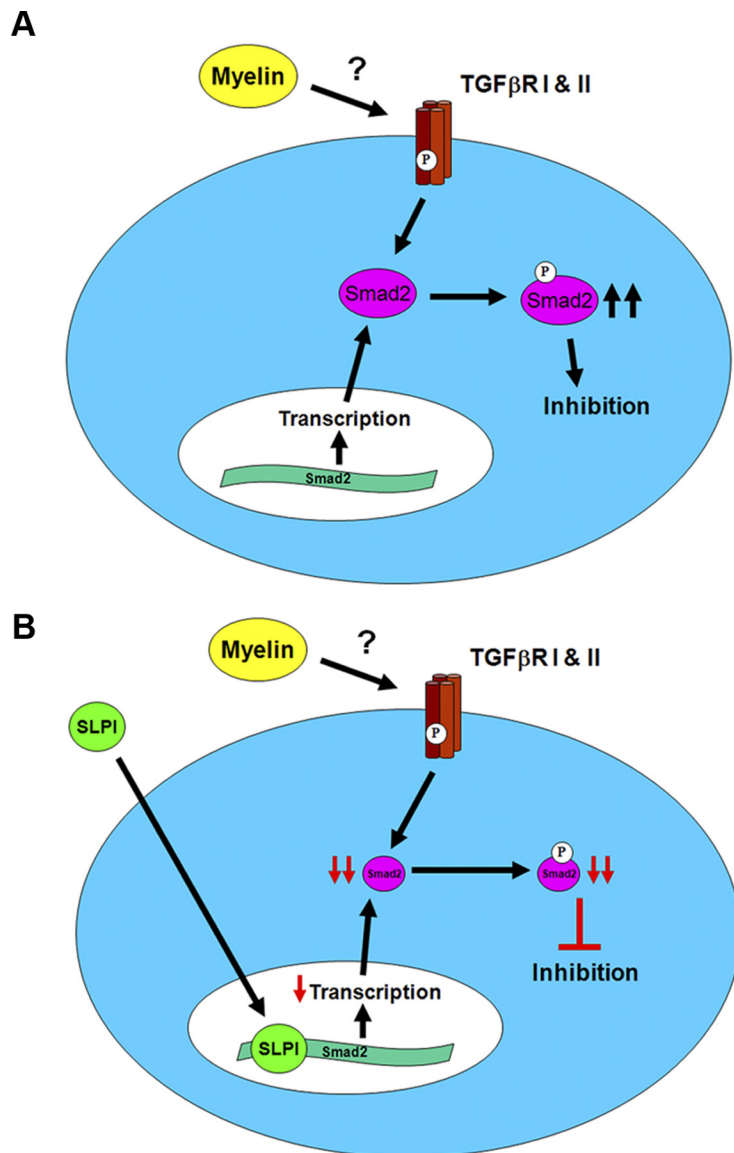 A
Myelin
?
TGFβR I & II
P
Smad2
P
Smad2
Transcription
Inhibition
Smad2
B
Myelin
?
TGFβR I & II
SLPI
P
Smad2
P
Smad2
Transcription
Inhibition
SLPI
Smad2